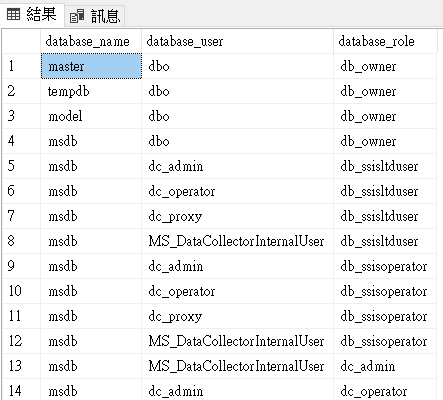 結果 訊息
database_name database_user database_role
1 master dbo db_owner
2 tempdb dbo db_owner
3 model dbo db_owner
4 msdb dbo db_owner
5 msdb dc_admin db_ssisltduser
6 msdb dc_operator db_ssisltduser
7 msdb dc_proxy db_ssisltduser
8 msdb MS_DataCollectorInternalUser db_ssisltduser
9 msdb dc_admin db_ssisoperator
10 msdb dc_operator db_ssisoperator
11 msdb dc_proxy db_ssisoperator
12 msdb MS_DataCollectorInternalUser db_ssisoperator
13 msdb MS_DataCollectorInternalUser dc_admin
14 msdb dc_admin dc_operator